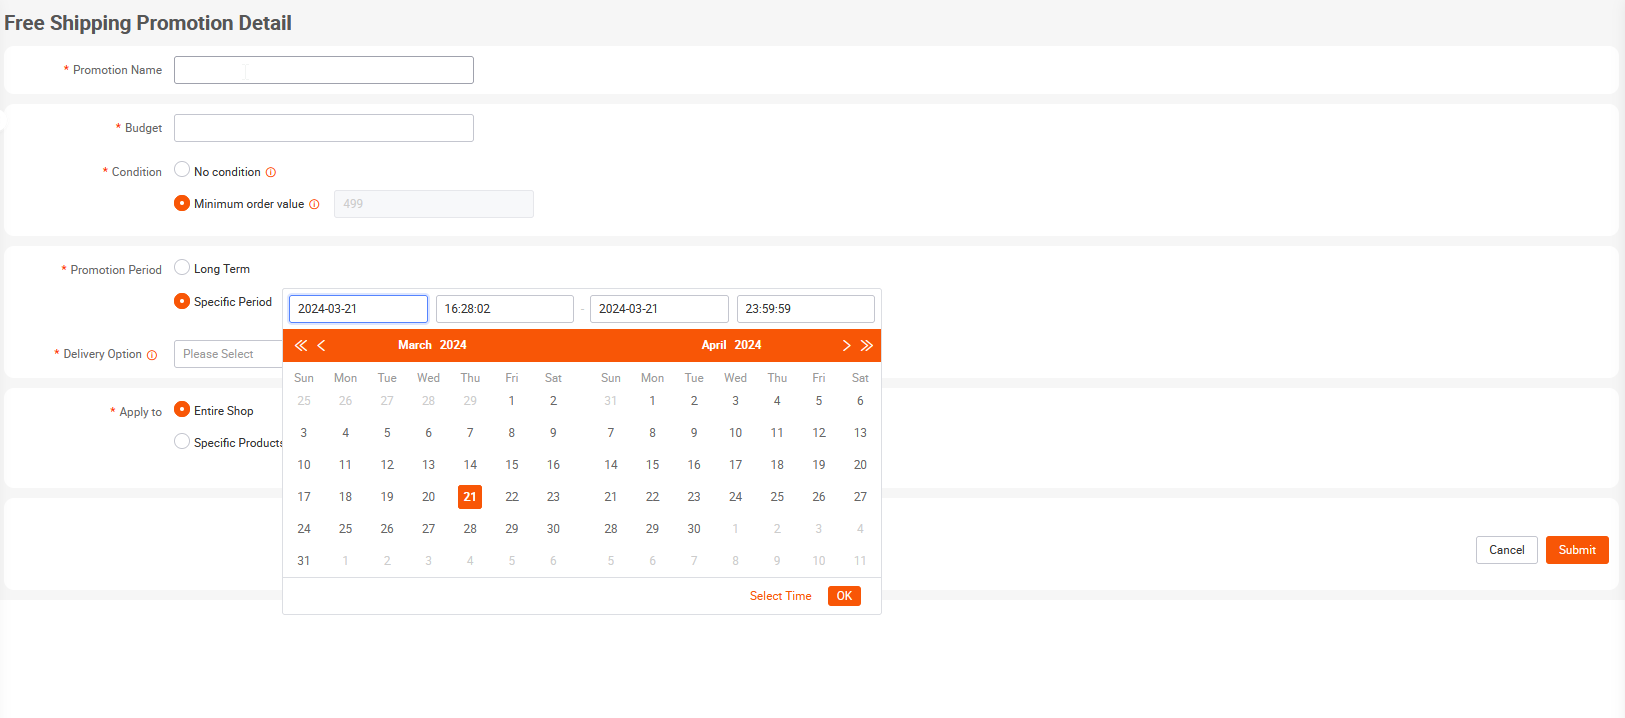 Free Shipping Promotion Detail
* Promotion Name
* Budget
* Condition No condition
Minimum order value 499
* Promotion Period Long Term
Specific Period
2024-03-21 16:28:02 - 2024-03-21 23:59:59
March 2024 April 2024
* Delivery Option Please Select
Sun Mon Tue Wed Thu Fri Sat Sun Mon Tue Wed Thu Fri Sat
25 26 27 28 29 1 2 31 1 2 3 4 5 6
* Apply to Entire Shop
3 4 5 6 7 8 9 7 8 9 10 11 12 13
Specific Products
10 11 12 13 14 15 16 14 15 16 17 18 19 20
17 18 19 20 21 22 23 21 22 23 24 25 26 27
24 25 26 27 28 29 30 28 29 30 1 2 3 4
31 1 2 3 4 5 6 5 6 7 8 9 10 11
Select Time OK
Cancel Submit